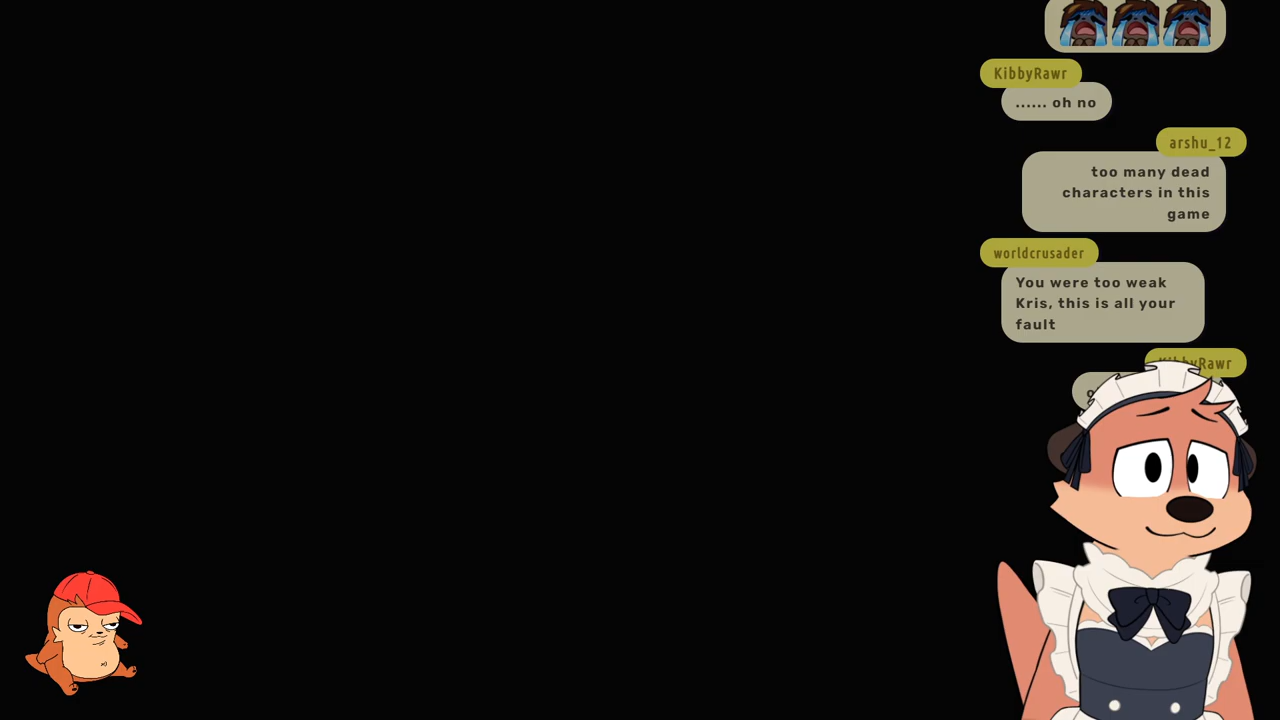 KibbyRawr
...... oh no
arshu_12
too many dead
characters in this
game
worldcrusader
You were too weak
Kris, this is all your
fault
KibbyRawr